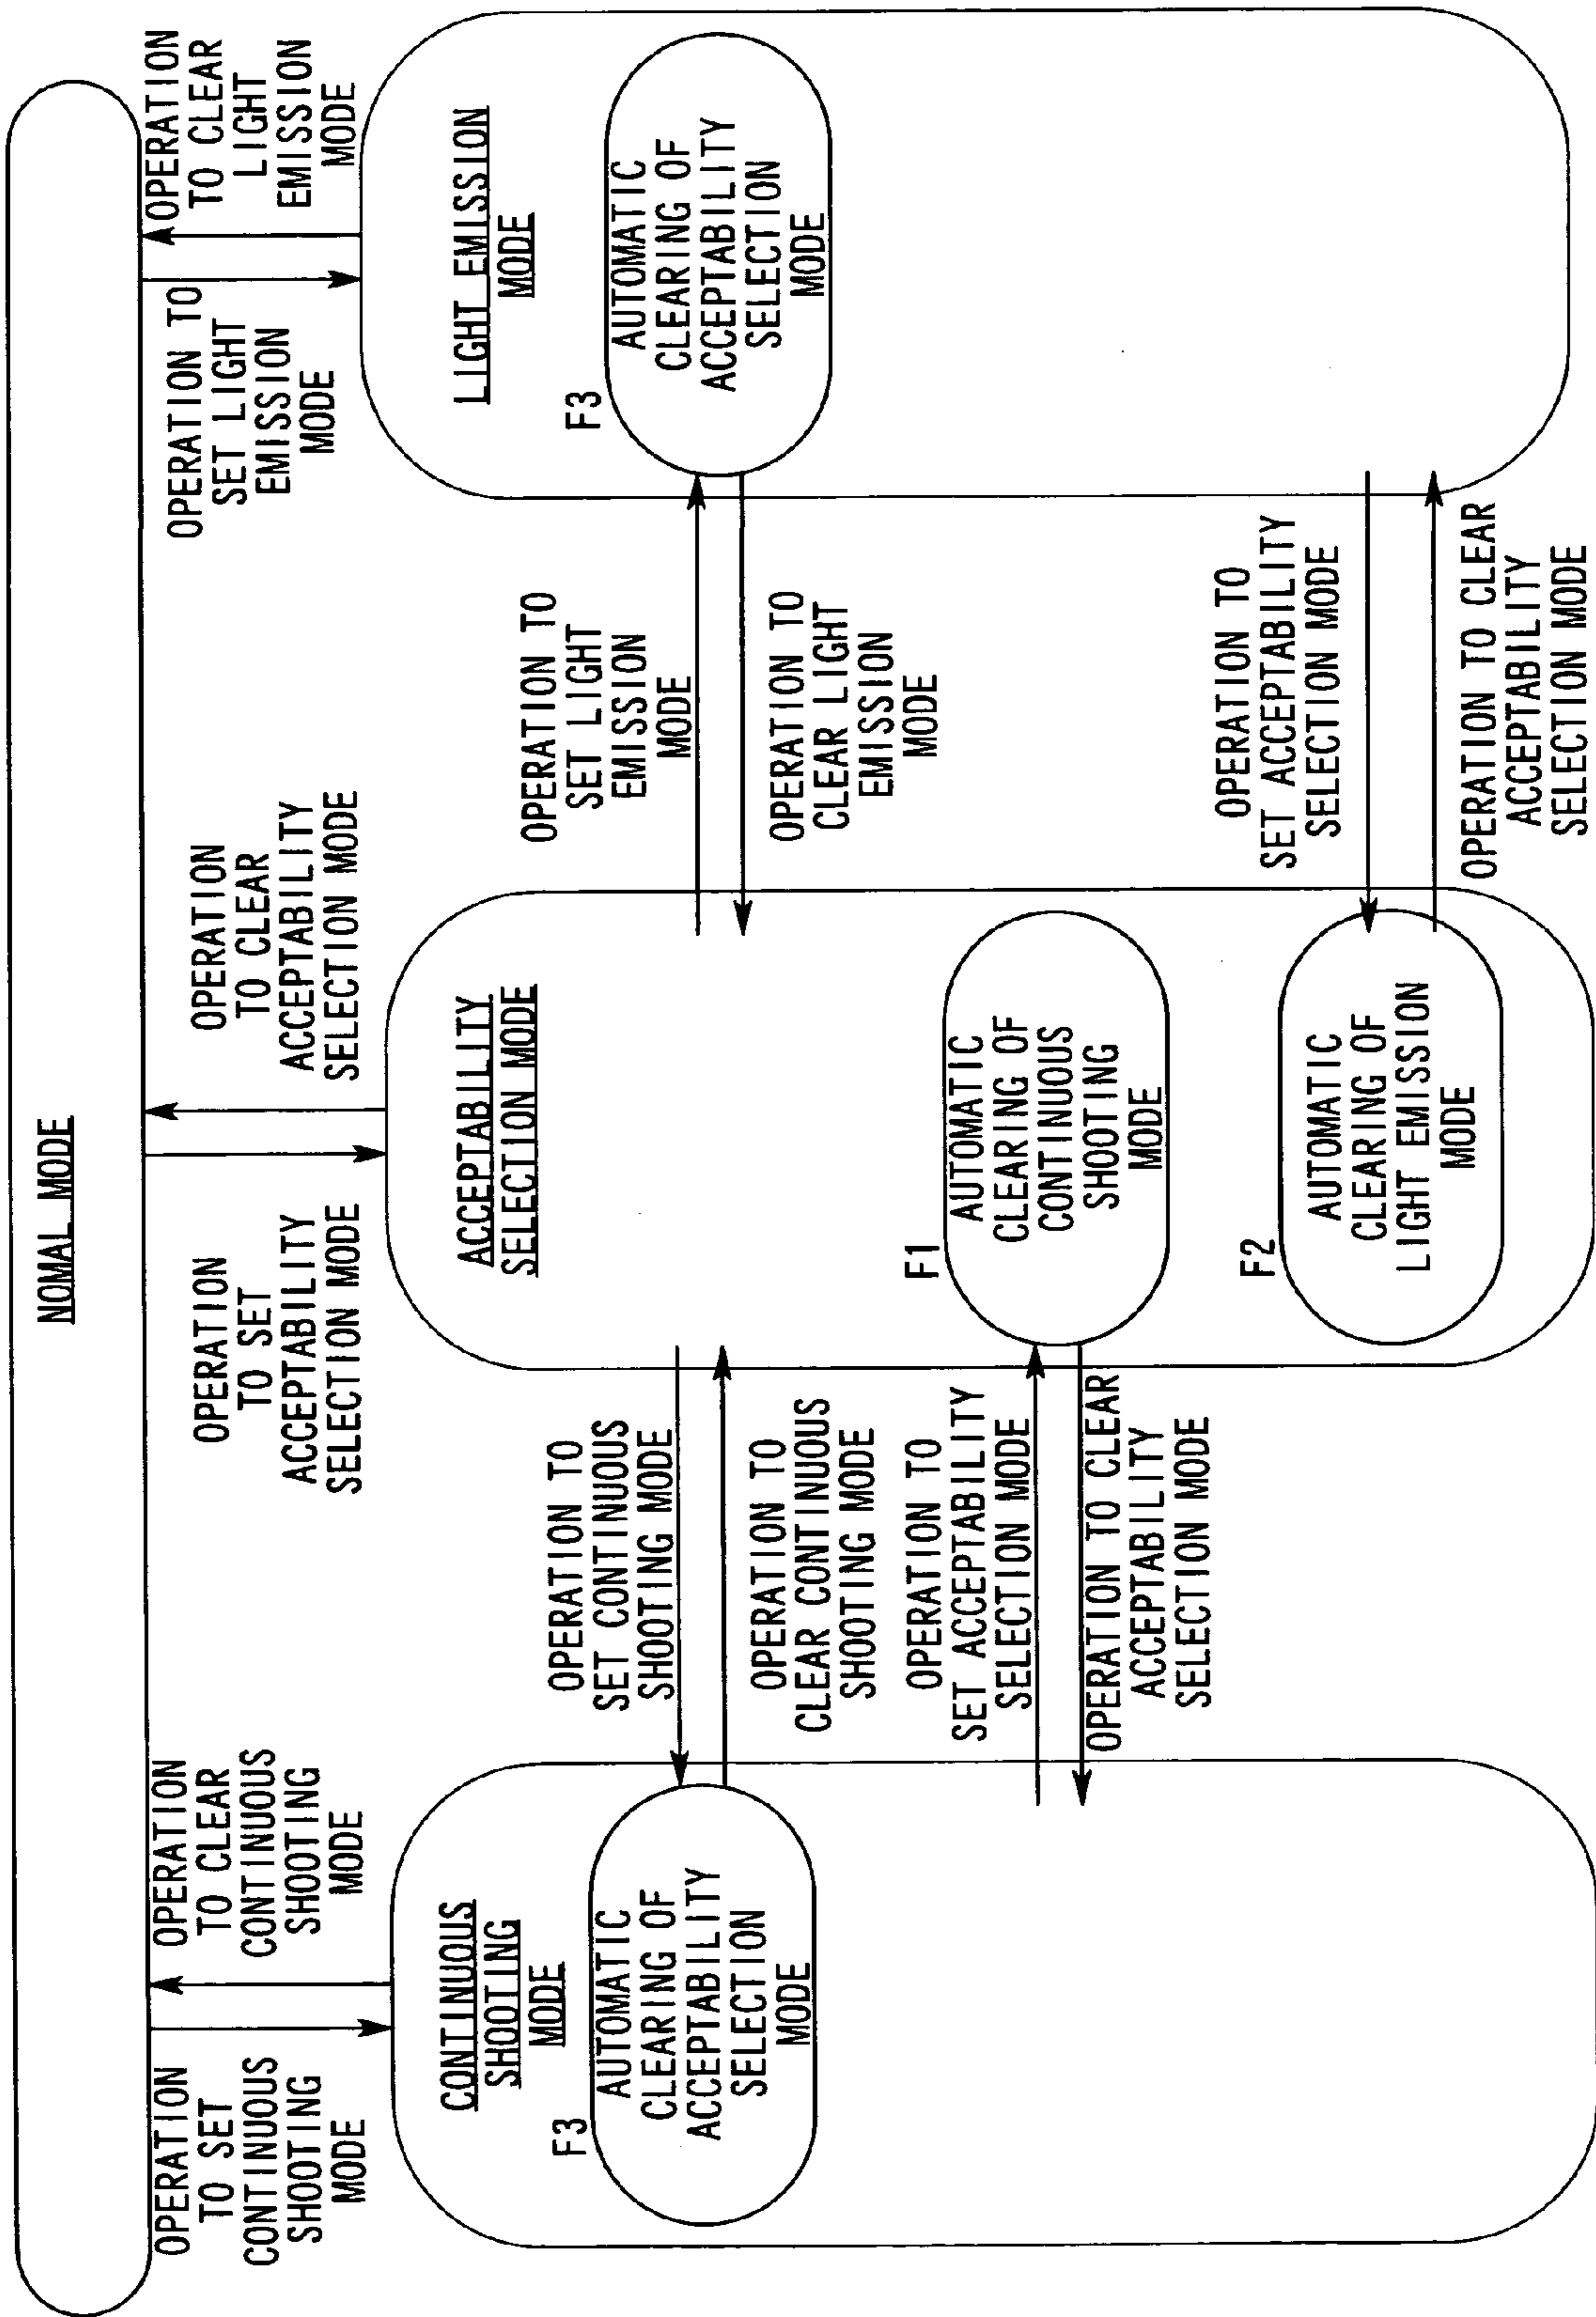 NOMAL MODE
OPERATION
TO SET
CONTINUOUS
SHOOTING
MODE
OPERATION
TO CLEAR
CONTINUOUS
SHOOTING
MODE
OPERATION
TO SET
ACCEPTABILITY
SELECTION MODE
OPERATION
TO CLEAR
ACCEPTABILITY
SELECTION MODE
OPERATION TO
SET LIGHT
EMISSION
MODE
OPERATION
TO CLEAR
LIGHT
EMISSION
MODE
CONTINUOUS
SHOOTING
MODE
F3
AUTOMATIC
CLEARING OF
ACCEPTABILITY
SELECTION
MODE
OPERATION TO
SET CONTINUOUS
SHOOTING MODE
OPERATION TO
CLEAR CONTINUOUS
SHOOTING MODE
OPERATION TO
SET ACCEPTABILITY
SELECTION MODE
OPERATION TO CLEAR
ACCEPTABILITY
SELECTION MODE
ACCEPTABILITY
SELECTION MODE
F1
AUTOMATIC
CLEARING OF
CONTINUOUS
SHOOTING
MODE
F2
AUTOMATIC
CLEARING OF
LIGHT EMISSION
MODE
OPERATION TO
SET LIGHT
EMISSION
MODE
OPERATION TO
CLEAR LIGHT
EMISSION
MODE
OPERATION TO
SET ACCEPTABILITY
SELECTION MODE
OPERATION TO CLEAR
ACCEPTABILITY
SELECTION MODE
LIGHT EMISSION
MODE
F3
AUTOMATIC
CLEARING OF
ACCEPTABILITY
SELECTION
MODE